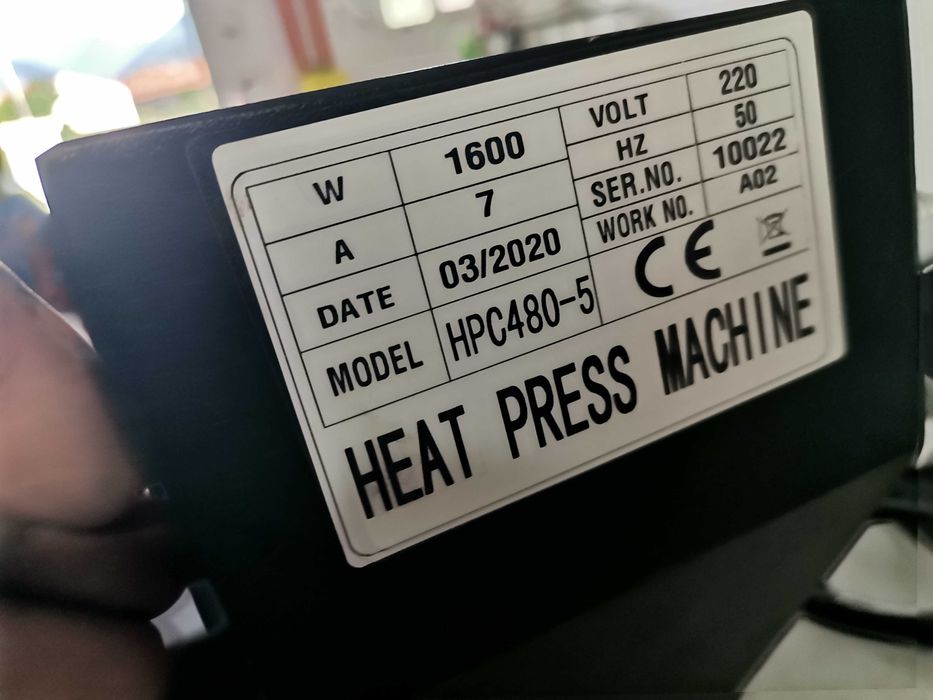 W 1600 VOLT 220
A 7 HZ 50
DATE 03/2020 SER.NO. 10022
MODEL HPC480-5 WORK NO. A02
CE
HEAT PRESS MACHINE